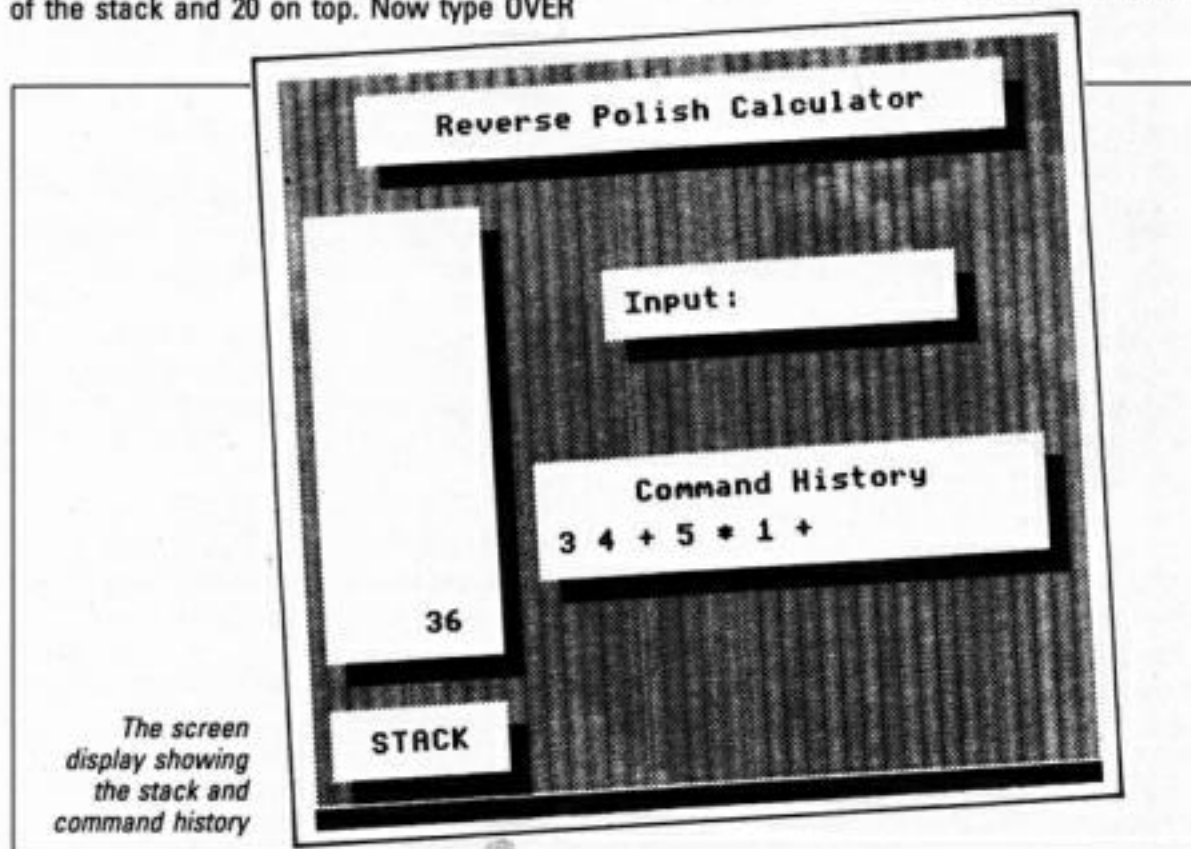 of the stack and 20 on top. Now type OVER
Reverse Polish Calculator
Input:
Command History
3 4 + 5 * 1 +
36
STACK
The screen
display showing
the stack and
command history